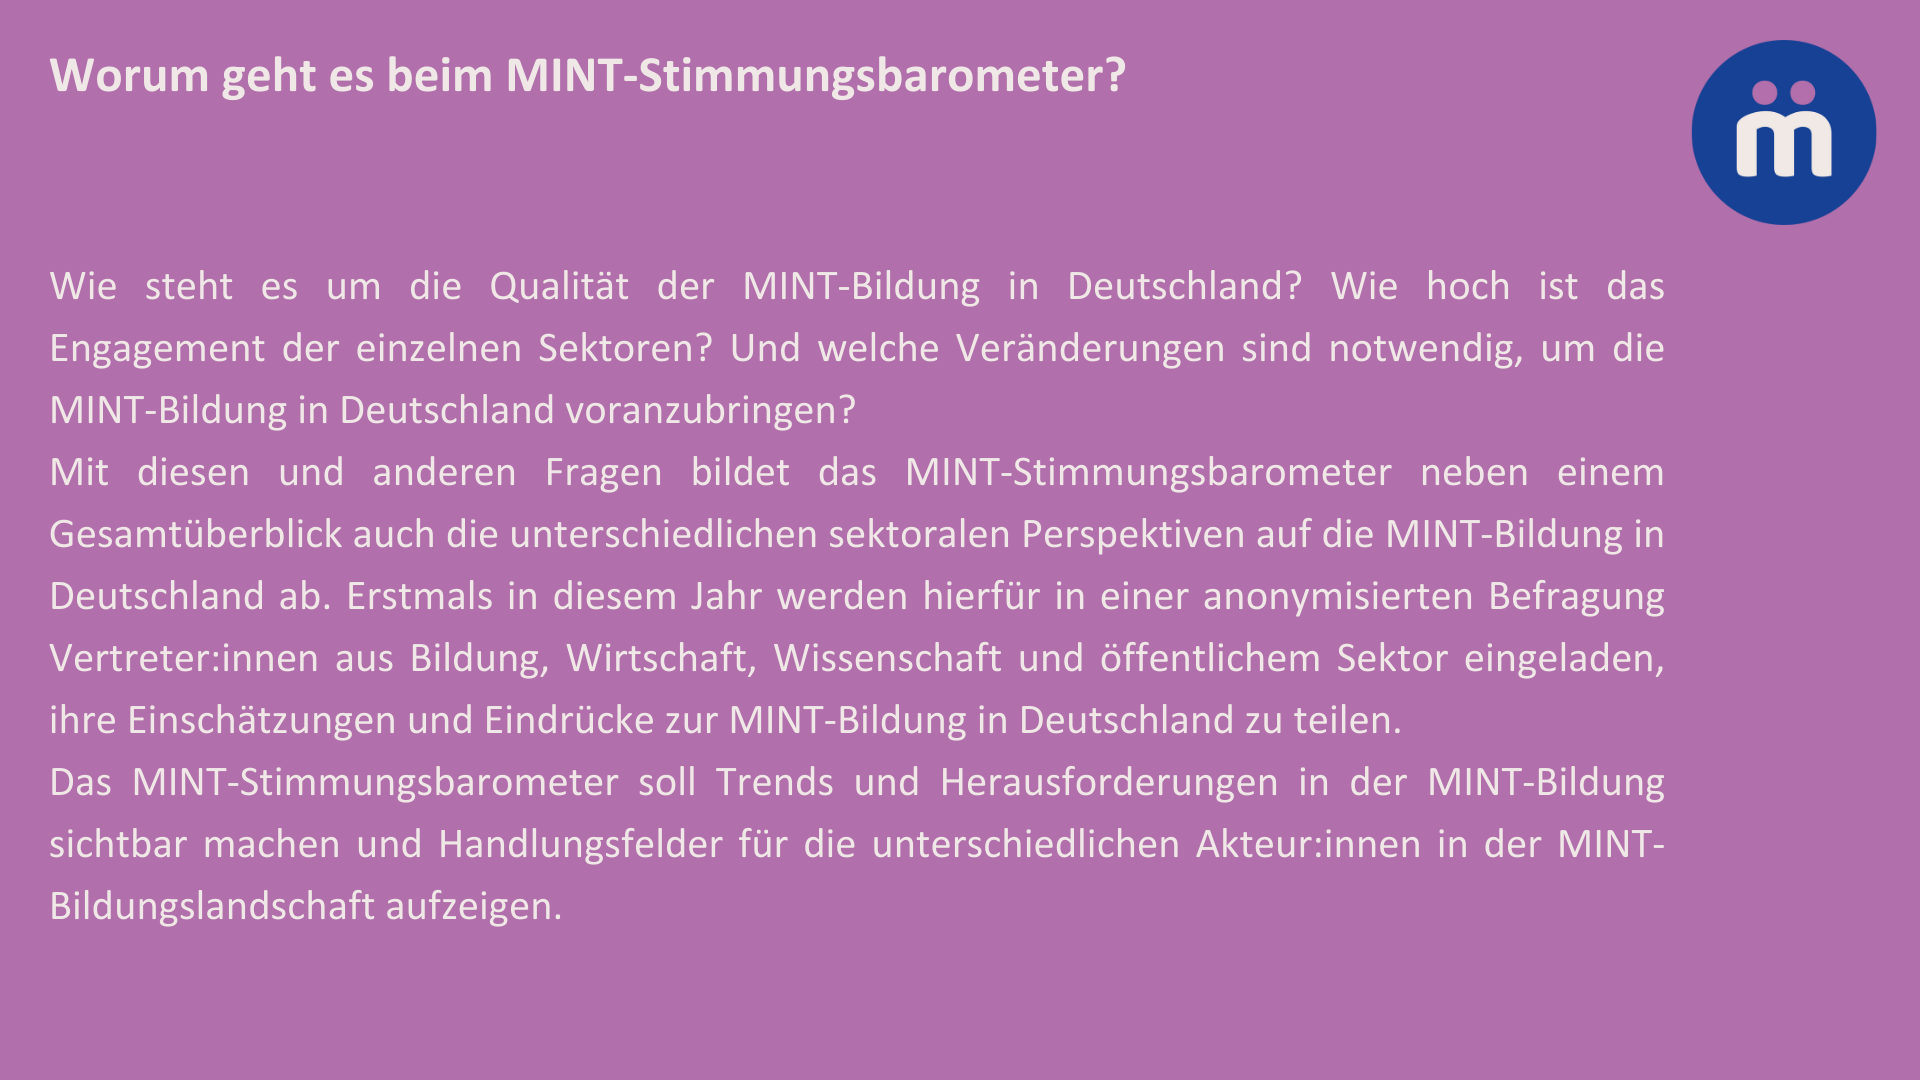 Worum geht es beim MINT-Stimmungsbarometer?
Wie steht es um die Qualität der MINT-Bildung in Deutschland? Wie hoch ist das
Engagement der einzelnen Sektoren? Und welche Veränderungen sind notwendig, um die
MINT-Bildung in Deutschland voranzubringen?
Mit diesen und anderen Fragen bildet das MINT-Stimmungsbarometer neben einem
Gesamtüberblick auch die unterschiedlichen sektoralen Perspektiven auf die MINT-Bildung in
Deutschland ab. Erstmals in diesem Jahr werden hierfür in einer anonymisierten Befragung
Vertreter:innen aus Bildung, Wirtschaft, Wissenschaft und öffentlichem Sektor eingeladen,
ihre Einschätzungen und Eindrücke zur MINT-Bildung in Deutschland zu teilen.
Das MINT-Stimmungsbarometer soll Trends und Herausforderungen in der MINT-Bildung
sichtbar machen und Handlungsfelder für die unterschiedlichen Akteur:innen in der MINT-
Bildungslandschaft aufzeigen.
m